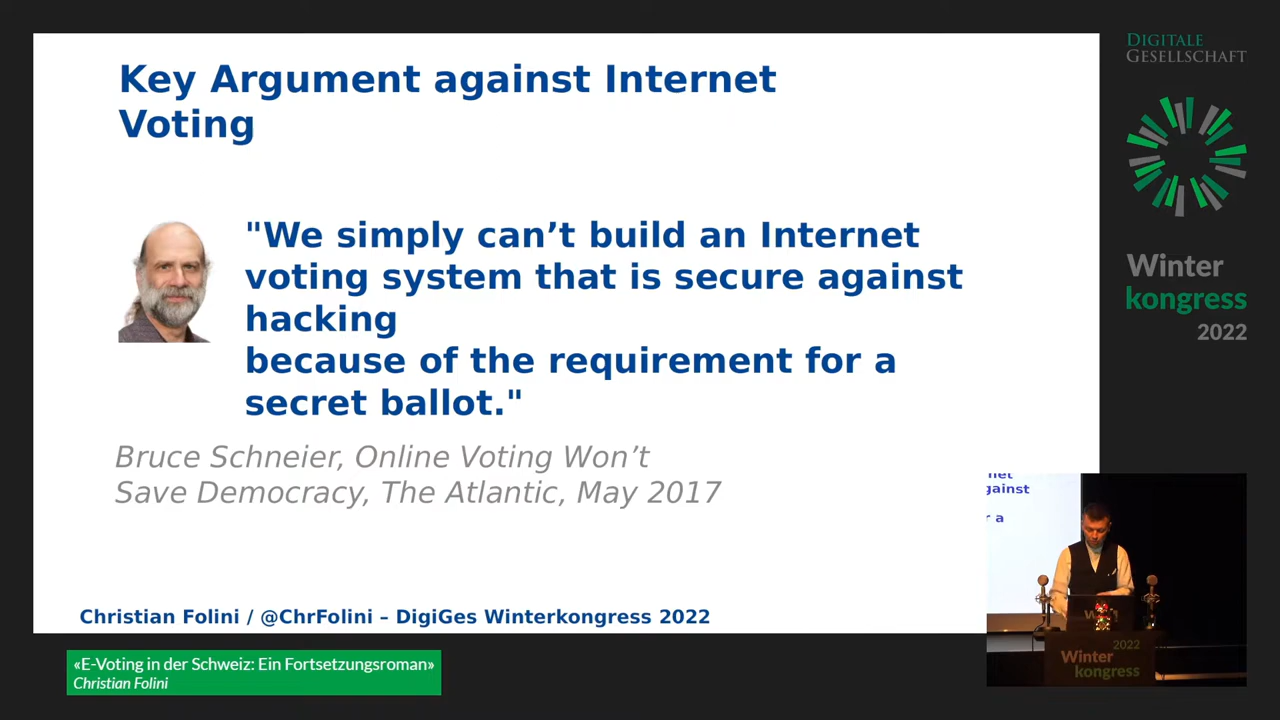 Key Argument against Internet
Voting
"We simply can’t build an Internet
voting system that is secure against
hacking
because of the requirement for a
secret ballot."
Bruce Schneier, Online Voting Won’t
Save Democracy, The Atlantic, May 2017
Christian Folini / @ChrFolini – DigiGes Winterkongress 2022
«E-Voting in der Schweiz: Ein Fortsetzungsroman»
Christian Folini
DIGITALE
GESELLSCHAFT
Winter
kongress
2022
gainst
r a
2022
Winter
kongress